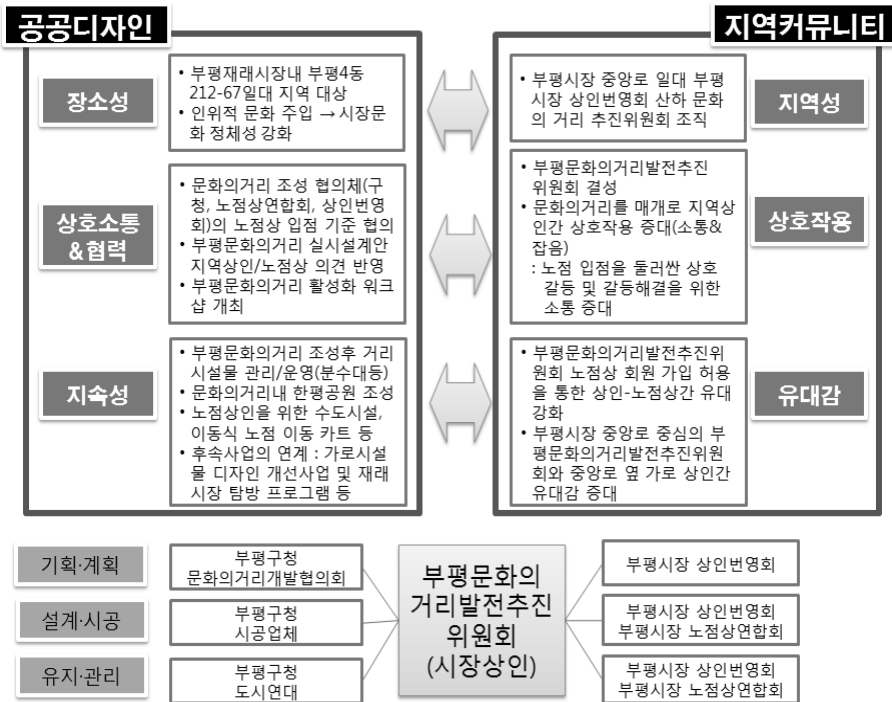 공공디자인
지역커뮤니티
장소성
• 부평재래시장내 부평4동
212-67일대 지역 대상
• 인위적 문화 주입 → 시장문
화 정체성 강화
• 부평시장 중앙로 일대 부평
시장 상인번영회 산하 문화
의 거리 추진위원회 조직
지역성
상호소통
&협력
• 문화의거리 조성 협의체(구
청, 노점상연합회, 상인번영
회)의 노점상 입점 기준 협의
• 부평문화의거리 실시설계안
지역상인/노점상 의견 반영
• 부평문화의거리 활성화 워크
샵 개최
• 부평문화의거리발전추진
위원회 결성
• 문화의거리를 매개로 지역상
인간 상호작용 증대(소통&
잡음)
: 노점 입점을 둘러싼 상호
갈등 및 갈등해결을 위한
소통 증대
상호작용
지속성
• 부평문화의거리 조성후 거리
시설물 관리/운영(분수대등)
• 문화의거리내 한평공원 조성
• 노점상인을 위한 수도시설,
이동식 노점 이동 카트 등
• 후속사업의 연계 : 가로시설
물 디자인 개선사업 및 재래
시장 탐방 프로그램 등
• 부평문화의거리발전추진위
원회 노점상 회원 가입 허용
을 통한 상인-노점상간 유대
강화
• 부평시장 중앙로 중심의 부
평문화의거리발전추진위원
회와 중앙로 옆 가로 상인간
유대감 증대
유대감
기획·계획
부평구청
문화의거리개발협의회
설계·시공
부평구청
시공업체
유지·관리
부평구청
도시연대
부평문화의
거리발전추진
위원회
(시장상인)
부평시장 상인번영회
부평시장 상인번영회
부평시장 노점상연합회
부평시장 상인번영회
부평시장 노점상연합회